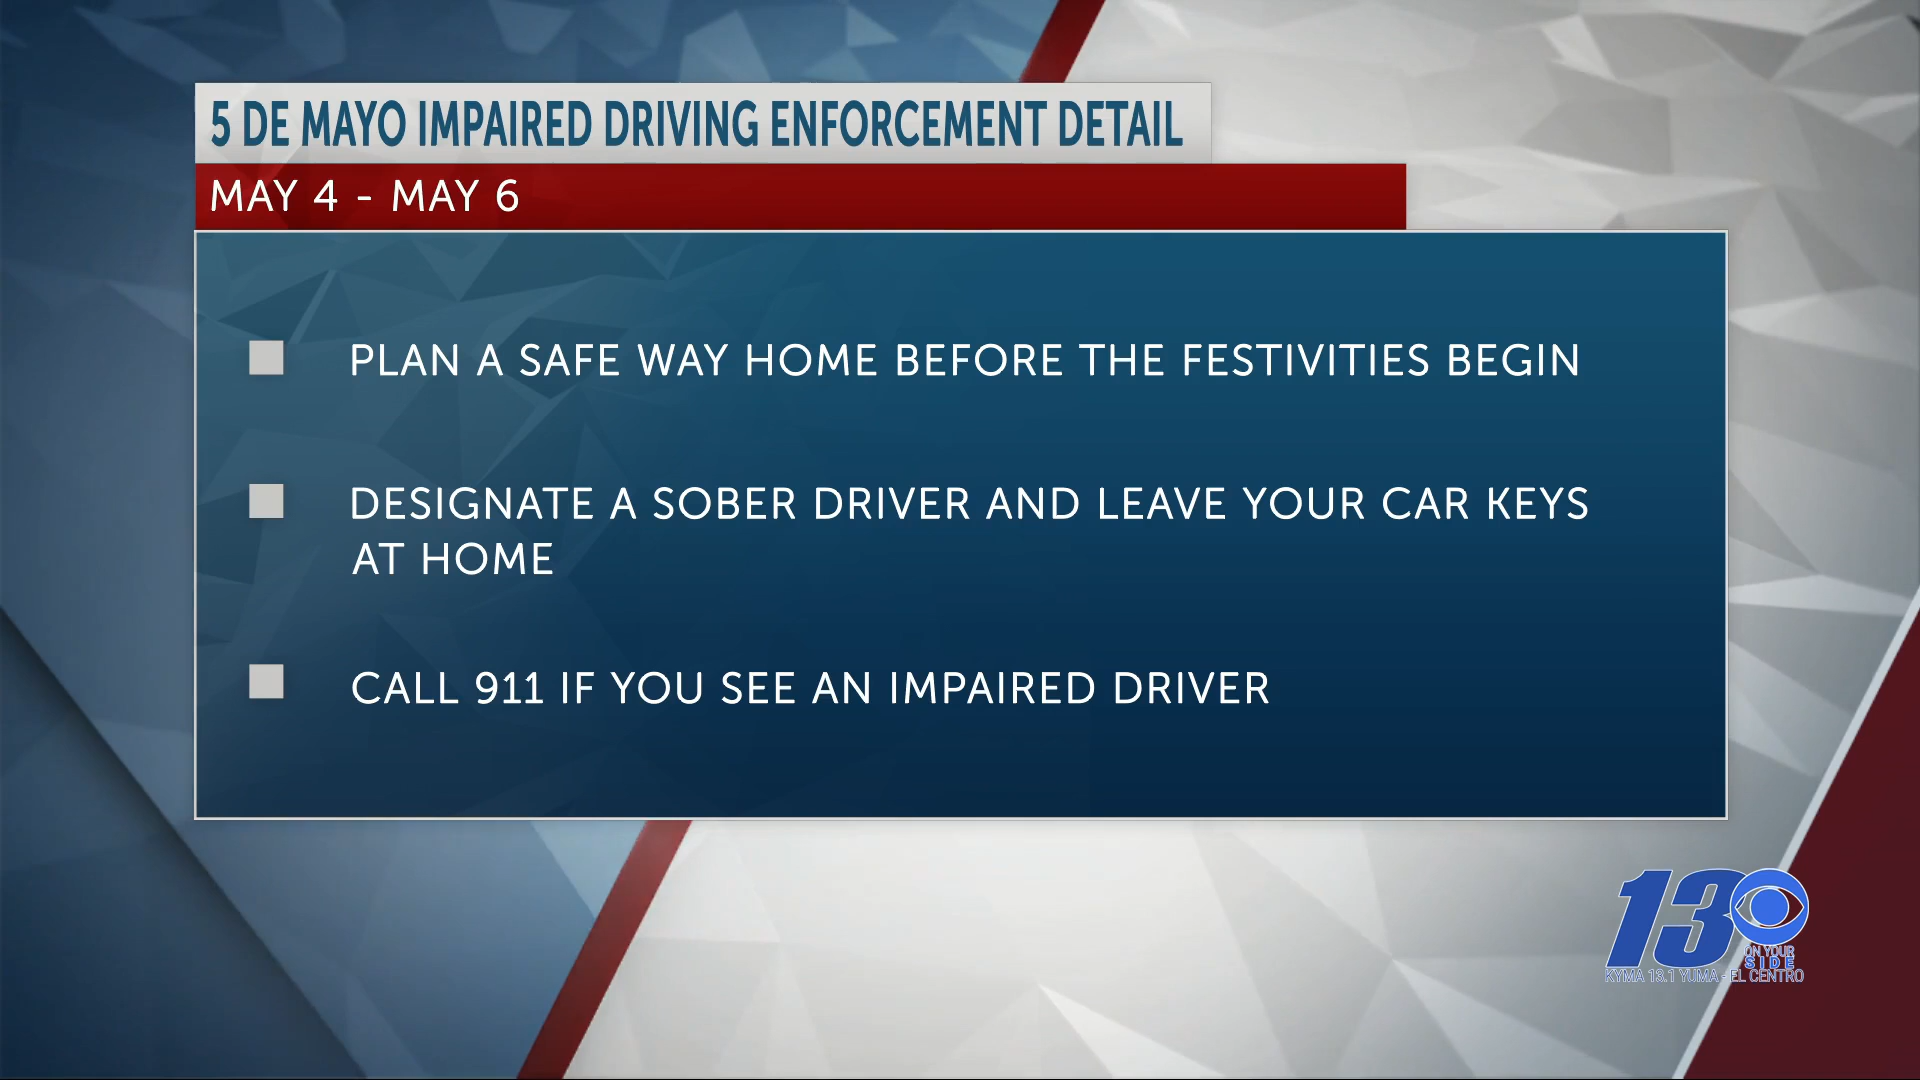 5 DE MAYO IMPAIRED DRIVING ENFORCEMENT DETAIL
MAY 4 - MAY 6
PLAN A SAFE WAY HOME BEFORE THE FESTIVITIES BEGIN
DESIGNATE A SOBER DRIVER AND LEAVE YOUR CAR KEYS
AT HOME
CALL 911 IF YOU SEE AN IMPAIRED DRIVER
13
ON YOUR
SIDE
KYMA 13.1 YUMA - EL CENTRO